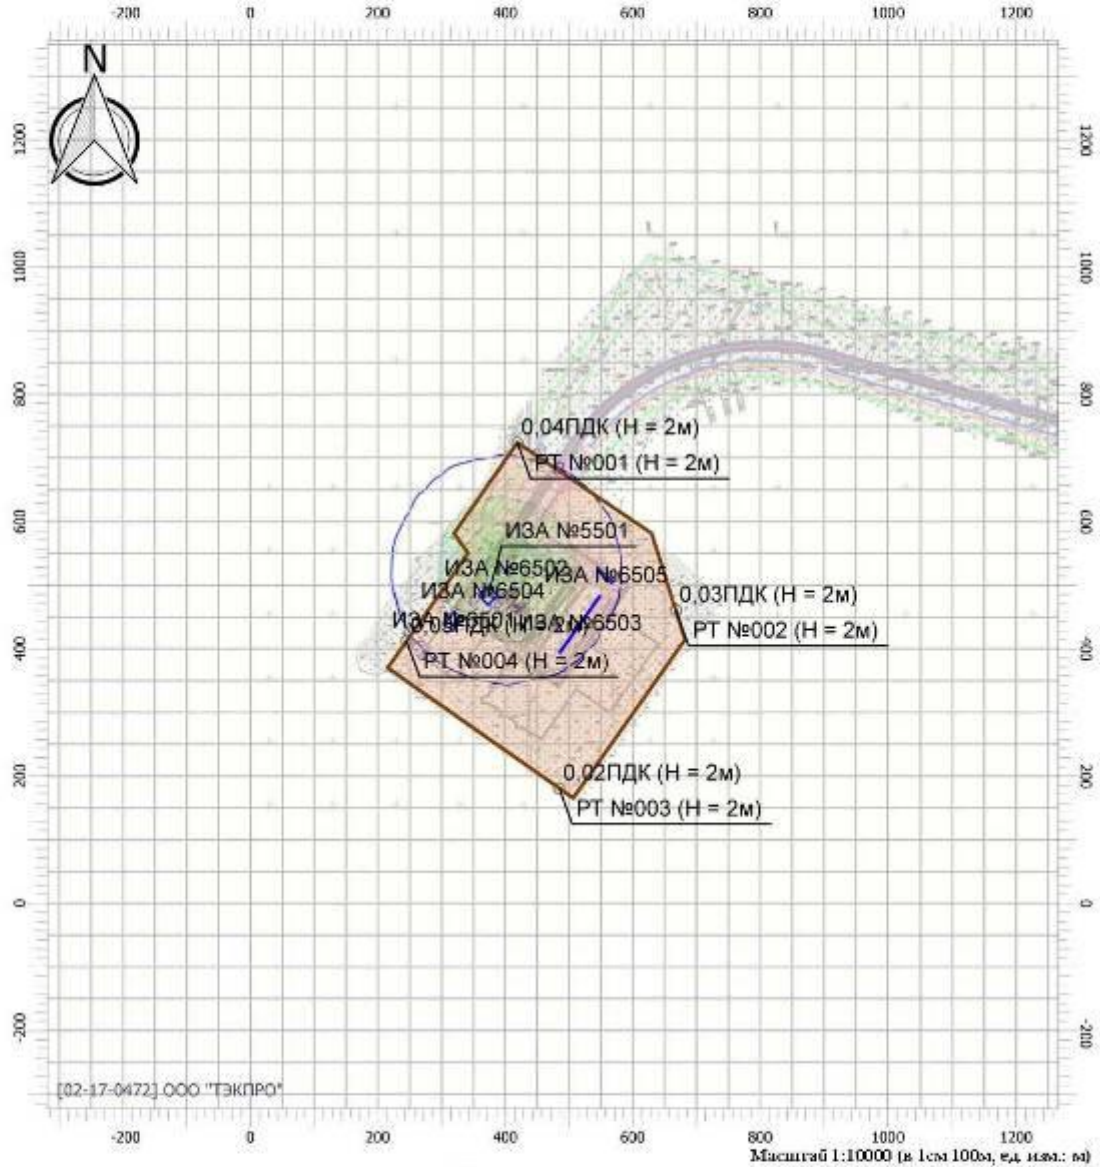 -200 0 200 400 600 800 1000 1200
N
1200 1200
1000 1000
800 800
0,04ПДК (Н = 2м)
РТ №001 (Н = 2м)
600 600
ИЗА №5501
ИЗА №6502
ИЗА №6505
ИЗА №6504
0,03ПДК (Н = 2м)
ИЗА №6501
ИЗА №6503
РТ №002 (Н = 2м)
400 400
РТ №004 (Н = 2м)
200 200
0,02ПДК (Н = 2м)
РТ №003 (Н = 2м)
0 0
-200 -200
[02-17-0472] ООО "ТЭКПРО"
-200 0 200 400 600 800 1000 1200
Масштаб 1:10000 (в 1см 100м, ед. изм.: м)